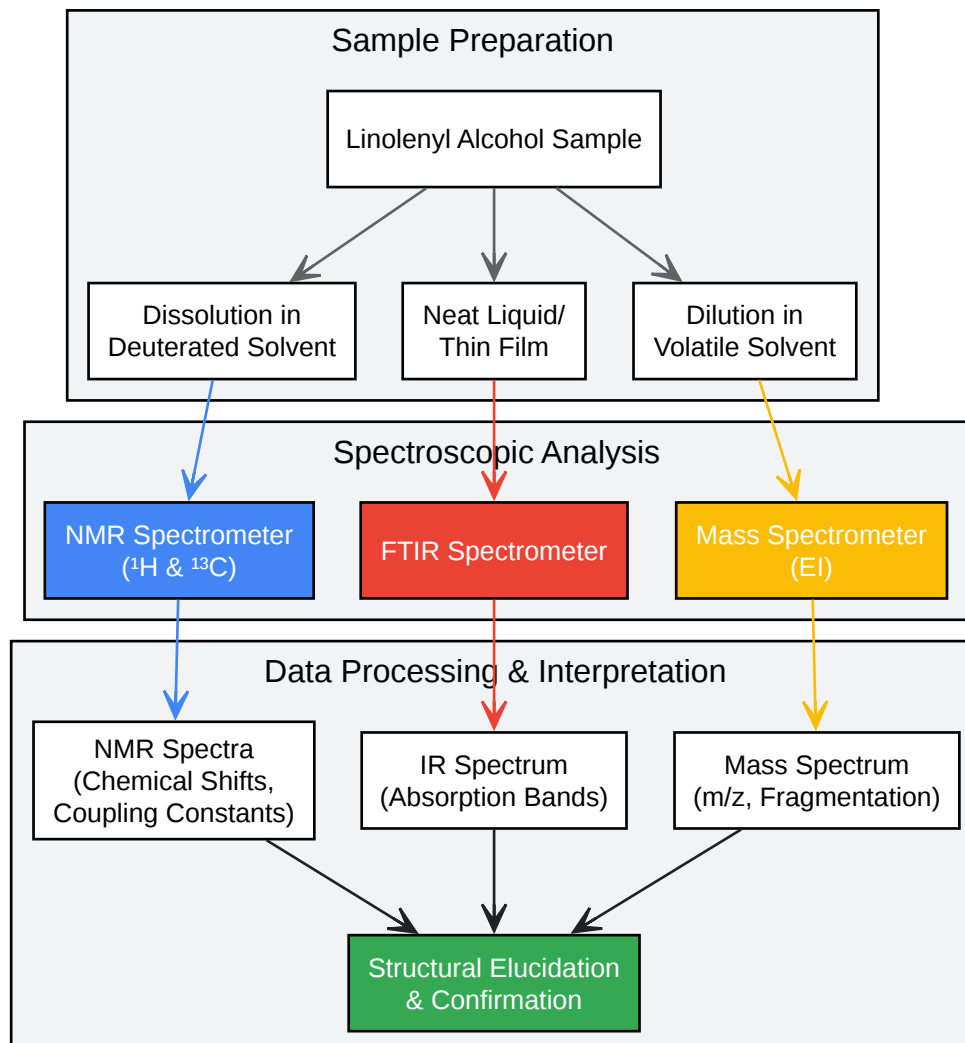 Sample Preparation
Linolenyl Alcohol Sample
Dissolution in
Deuterated Solvent
Neat Liquid/
Thin Film
Dilution in
Volatile Solvent
Spectroscopic Analysis
NMR Spectrometer
(¹H & ¹³C)
FTIR Spectrometer
Mass Spectrometer
(EI)
Data Processing & Interpretation
NMR Spectra
(Chemical Shifts,
Coupling Constants)
IR Spectrum
(Absorption Bands)
Mass Spectrum
(m/z, Fragmentation)
Structural Elucidation
& Confirmation